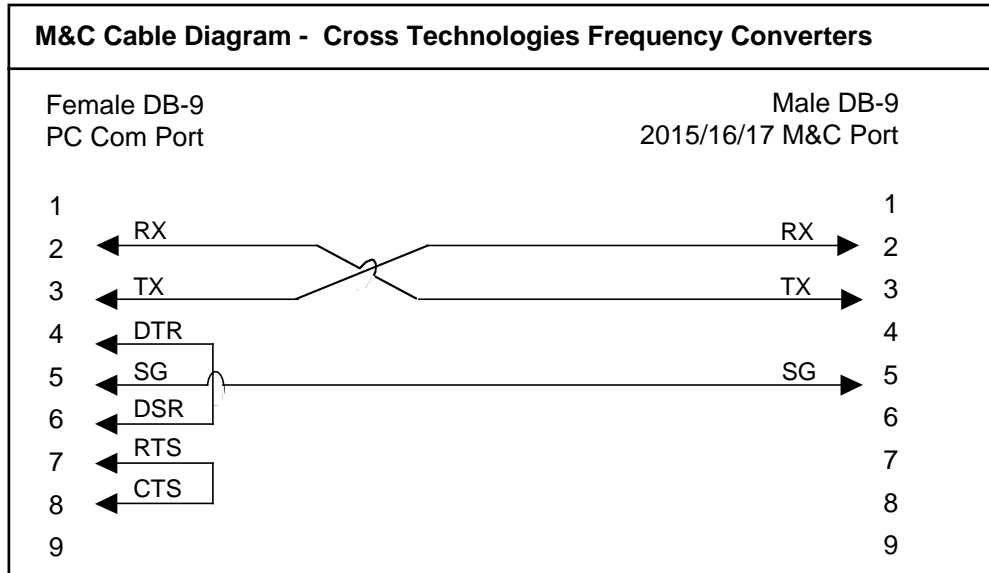 M&C Cable Diagram - Cross Technologies Frequency Converters
Female DB-9
PC Com Port
Male DB-9
2015/16/17 M&C Port
1 1
2 RX RX 2
3 TX TX 3
4 DTR 4
5 SG SG 5
6 DSR 6
7 RTS 7
8 CTS 8
9 9